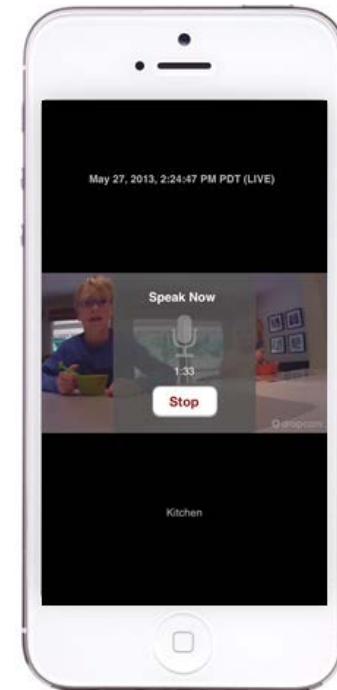 May 27, 2013, 2:24:47 PM PDT (LIVE)
Speak Now
1:33
Stop
dropcam
Kitchen